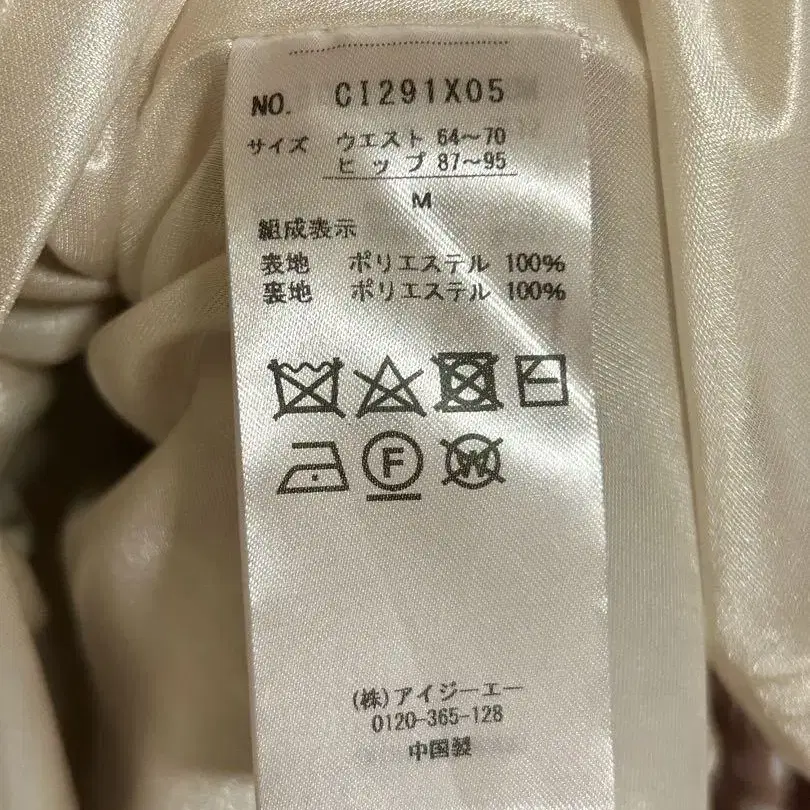 NO. CI291X05
サイズ ウエスト 64～70
ヒップ 87～95
M
組成表示
表地 ポリエステル 100%
裏地 ポリエステル 100%
F W
(株)アイジーエー
0120-365-128
中国製